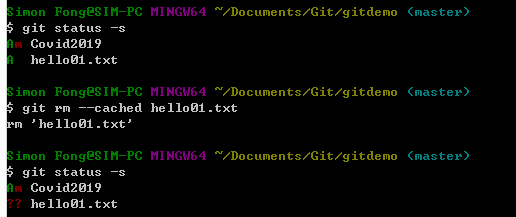 Simon Fong@SIM-PC MINGW64 ~/Documents/Git/gitdemo (master)
$ git status -s
Am Covid2019
A  hello01.txt
Simon Fong@SIM-PC MINGW64 ~/Documents/Git/gitdemo (master)
$ git rm --cached hello01.txt
rm 'hello01.txt'
Simon Fong@SIM-PC MINGW64 ~/Documents/Git/gitdemo (master)
$ git status -s
Am Covid2019
?? hello01.txt